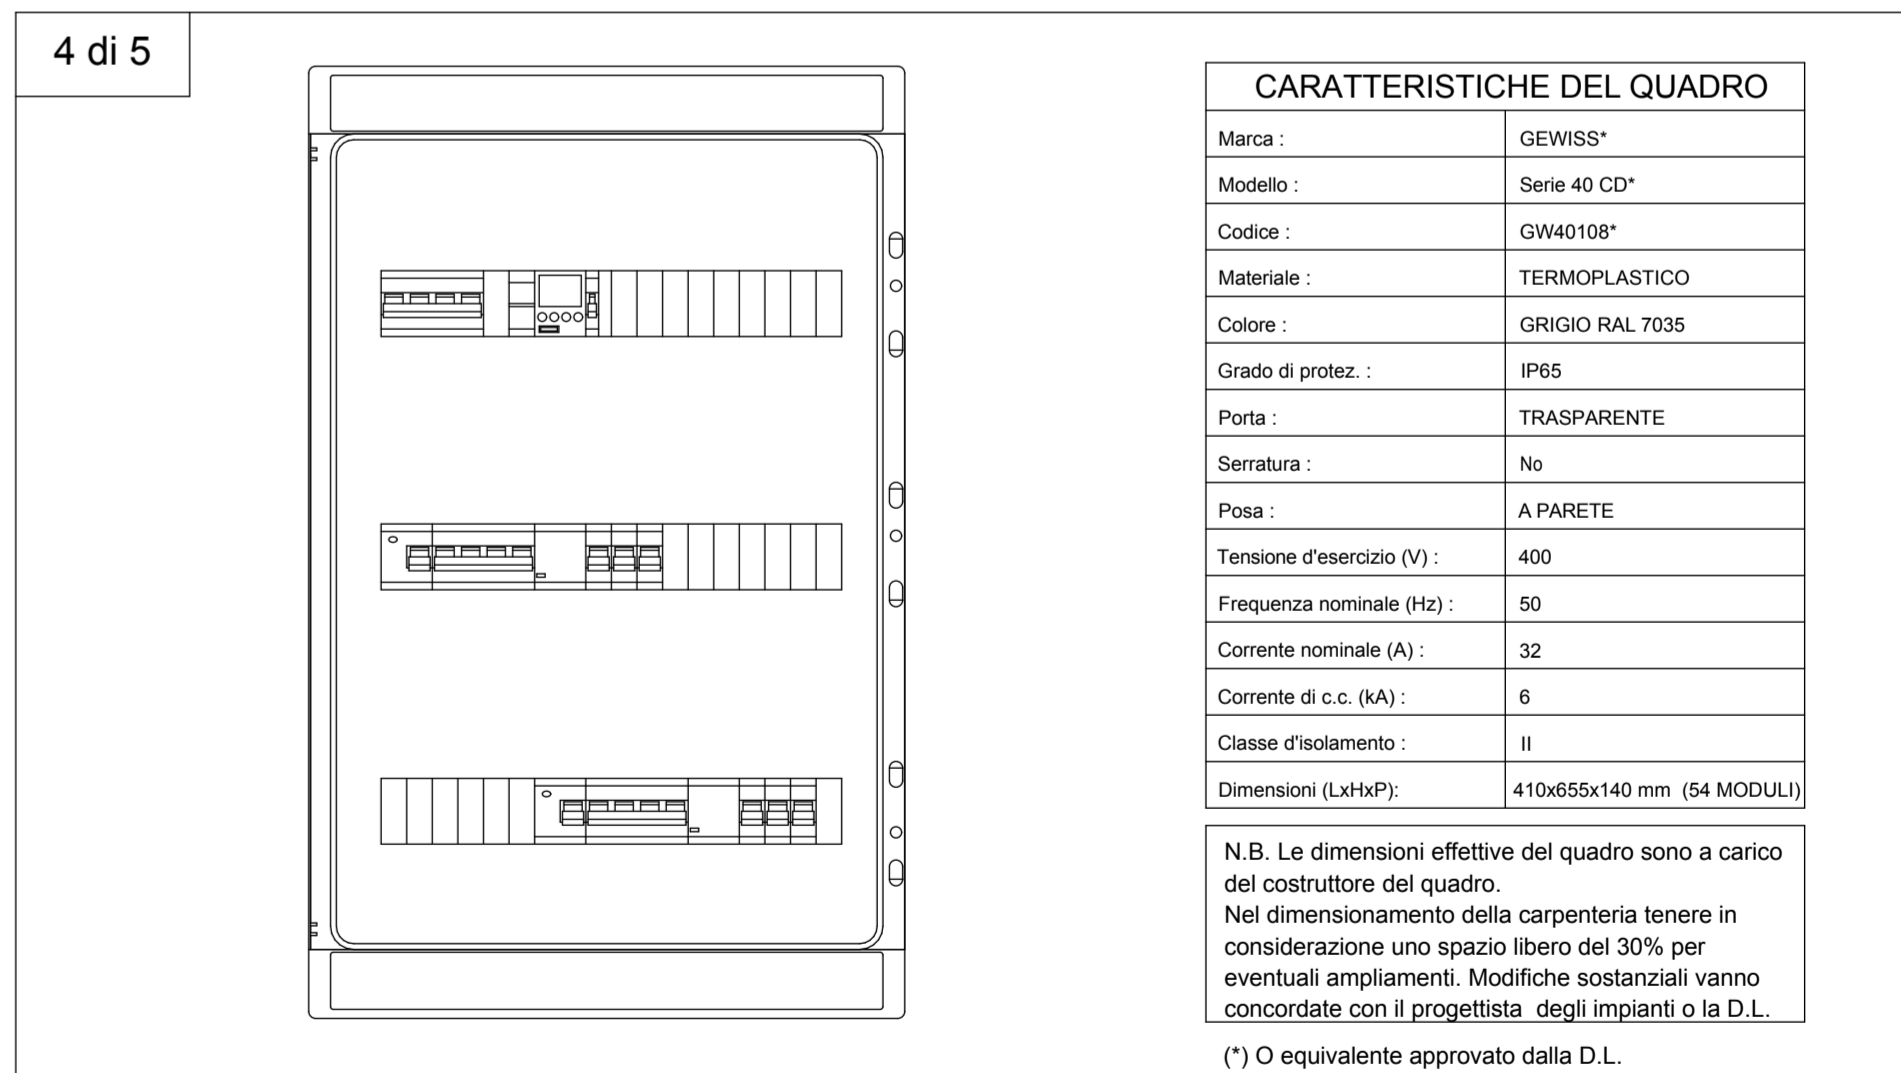 4 di 5
CARATTERISTICHE DEL QUADRO
Marca : GEWISS*
Modello : Serie 40 CD*
Codice : GW40108*
Materiale : TERMOPLASTICO
Colore : GRIGIO RAL 7035
Grado di protez. : IP65
Porta : TRASPARENTE
Serratura : No
Posa : A PARETE
Tensione d'esercizio (V) : 400
Frequenza nominale (Hz) : 50
Corrente nominale (A) : 32
Corrente di c.c. (kA) : 6
Classe d'isolamento : II
Dimensioni (LxHxP): 410x655x140 mm (54 MODULI)
N.B. Le dimensioni effettive del quadro sono a carico
del costruttore del quadro.
Nel dimensionamento della carpenteria tenere in
considerazione uno spazio libero del 30% per
eventuali ampliamenti. Modifiche sostanziali vanno
concordate con il progettista degli impianti o la D.L.
(*) O equivalente approvato dalla D.L.